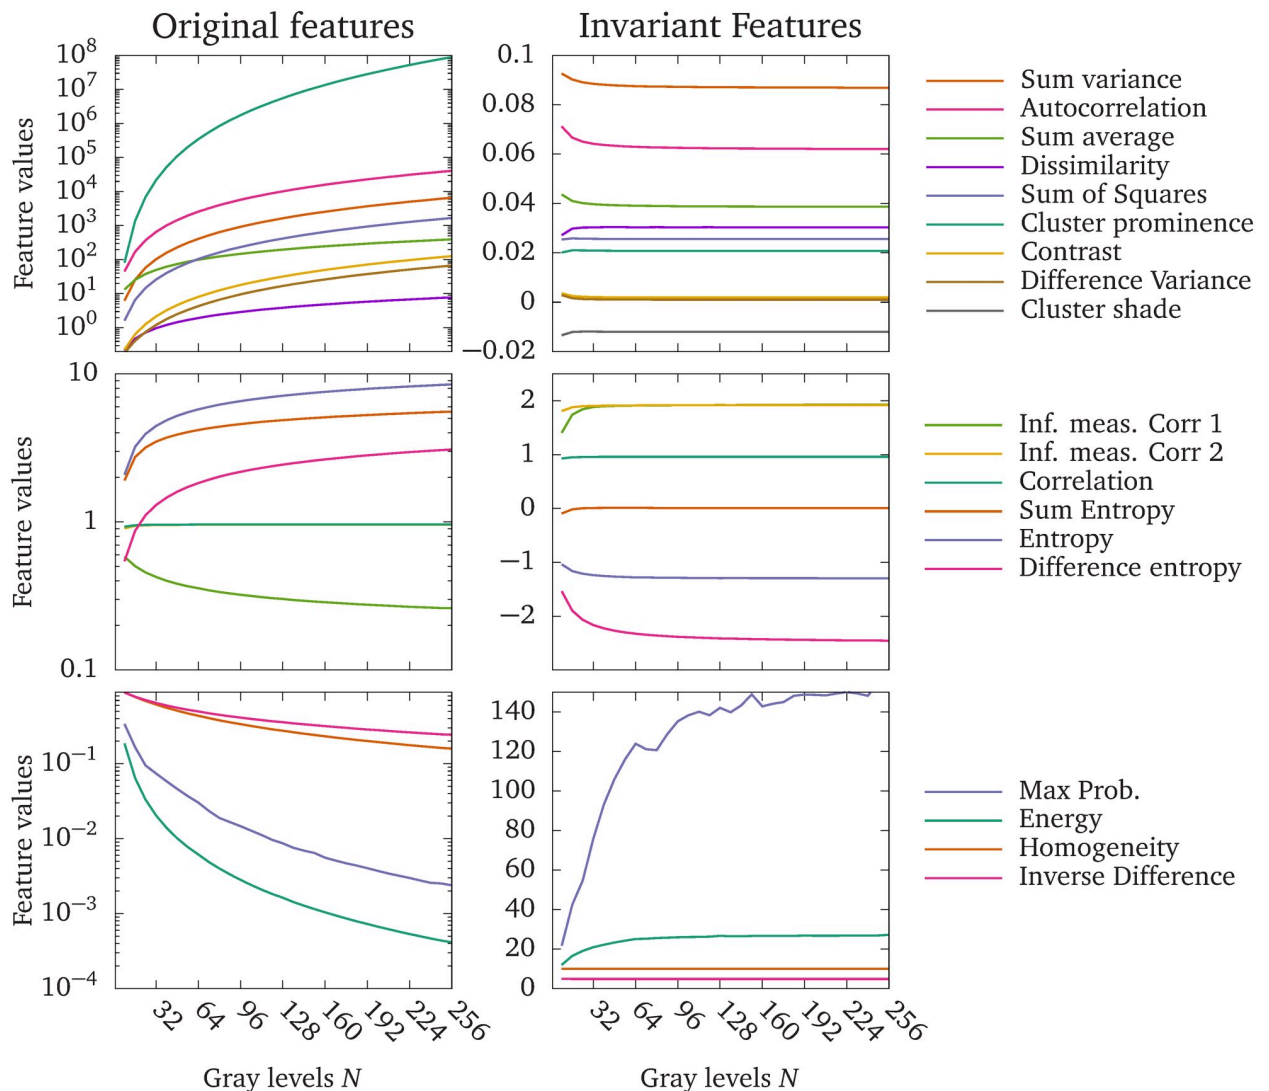 Original features
Invariant Features
Feature values
10^8
10^7
10^6
10^5
10^4
10^3
10^2
10^1
10^0
0.1
0.08
0.06
0.04
0.02
0
−0.02
Sum variance
Autocorrelation
Sum average
Dissimilarity
Sum of Squares
Cluster prominence
Contrast
Difference Variance
Cluster shade
Feature values
10
1
0.1
2
1
0
−1
−2
Inf. meas. Corr 1
Inf. meas. Corr 2
Correlation
Sum Entropy
Entropy
Difference entropy
Feature values
10^−1
10^−2
10^−3
10^−4
140
120
100
80
60
40
20
0
Max Prob.
Energy
Homogeneity
Inverse Difference
32 64 96 128 160 192 224 256
32 64 96 128 160 192 224 256
Gray levels N
Gray levels N